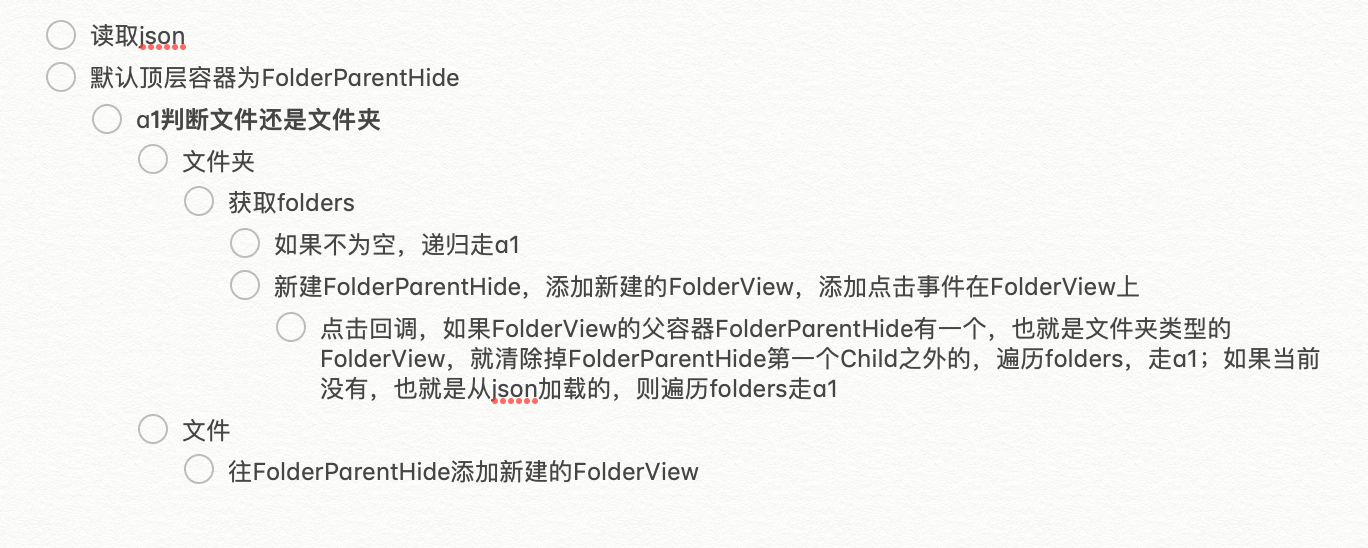 读取json
默认顶层容器为FolderParentHide
a1判断文件还是文件夹
文件夹
获取folders
如果不为空，递归走a1
新建FolderParentHide，添加新建的FolderView，添加点击事件在FolderView上
点击回调，如果FolderView的父容器FolderParentHide有一个，也就是文件夹类型的
FolderView，就清除掉FolderParentHide第一个Child之外的，遍历folders，走a1；如果当前
没有，也就是从json加载的，则遍历folders走a1
文件
往FolderParentHide添加新建的FolderView